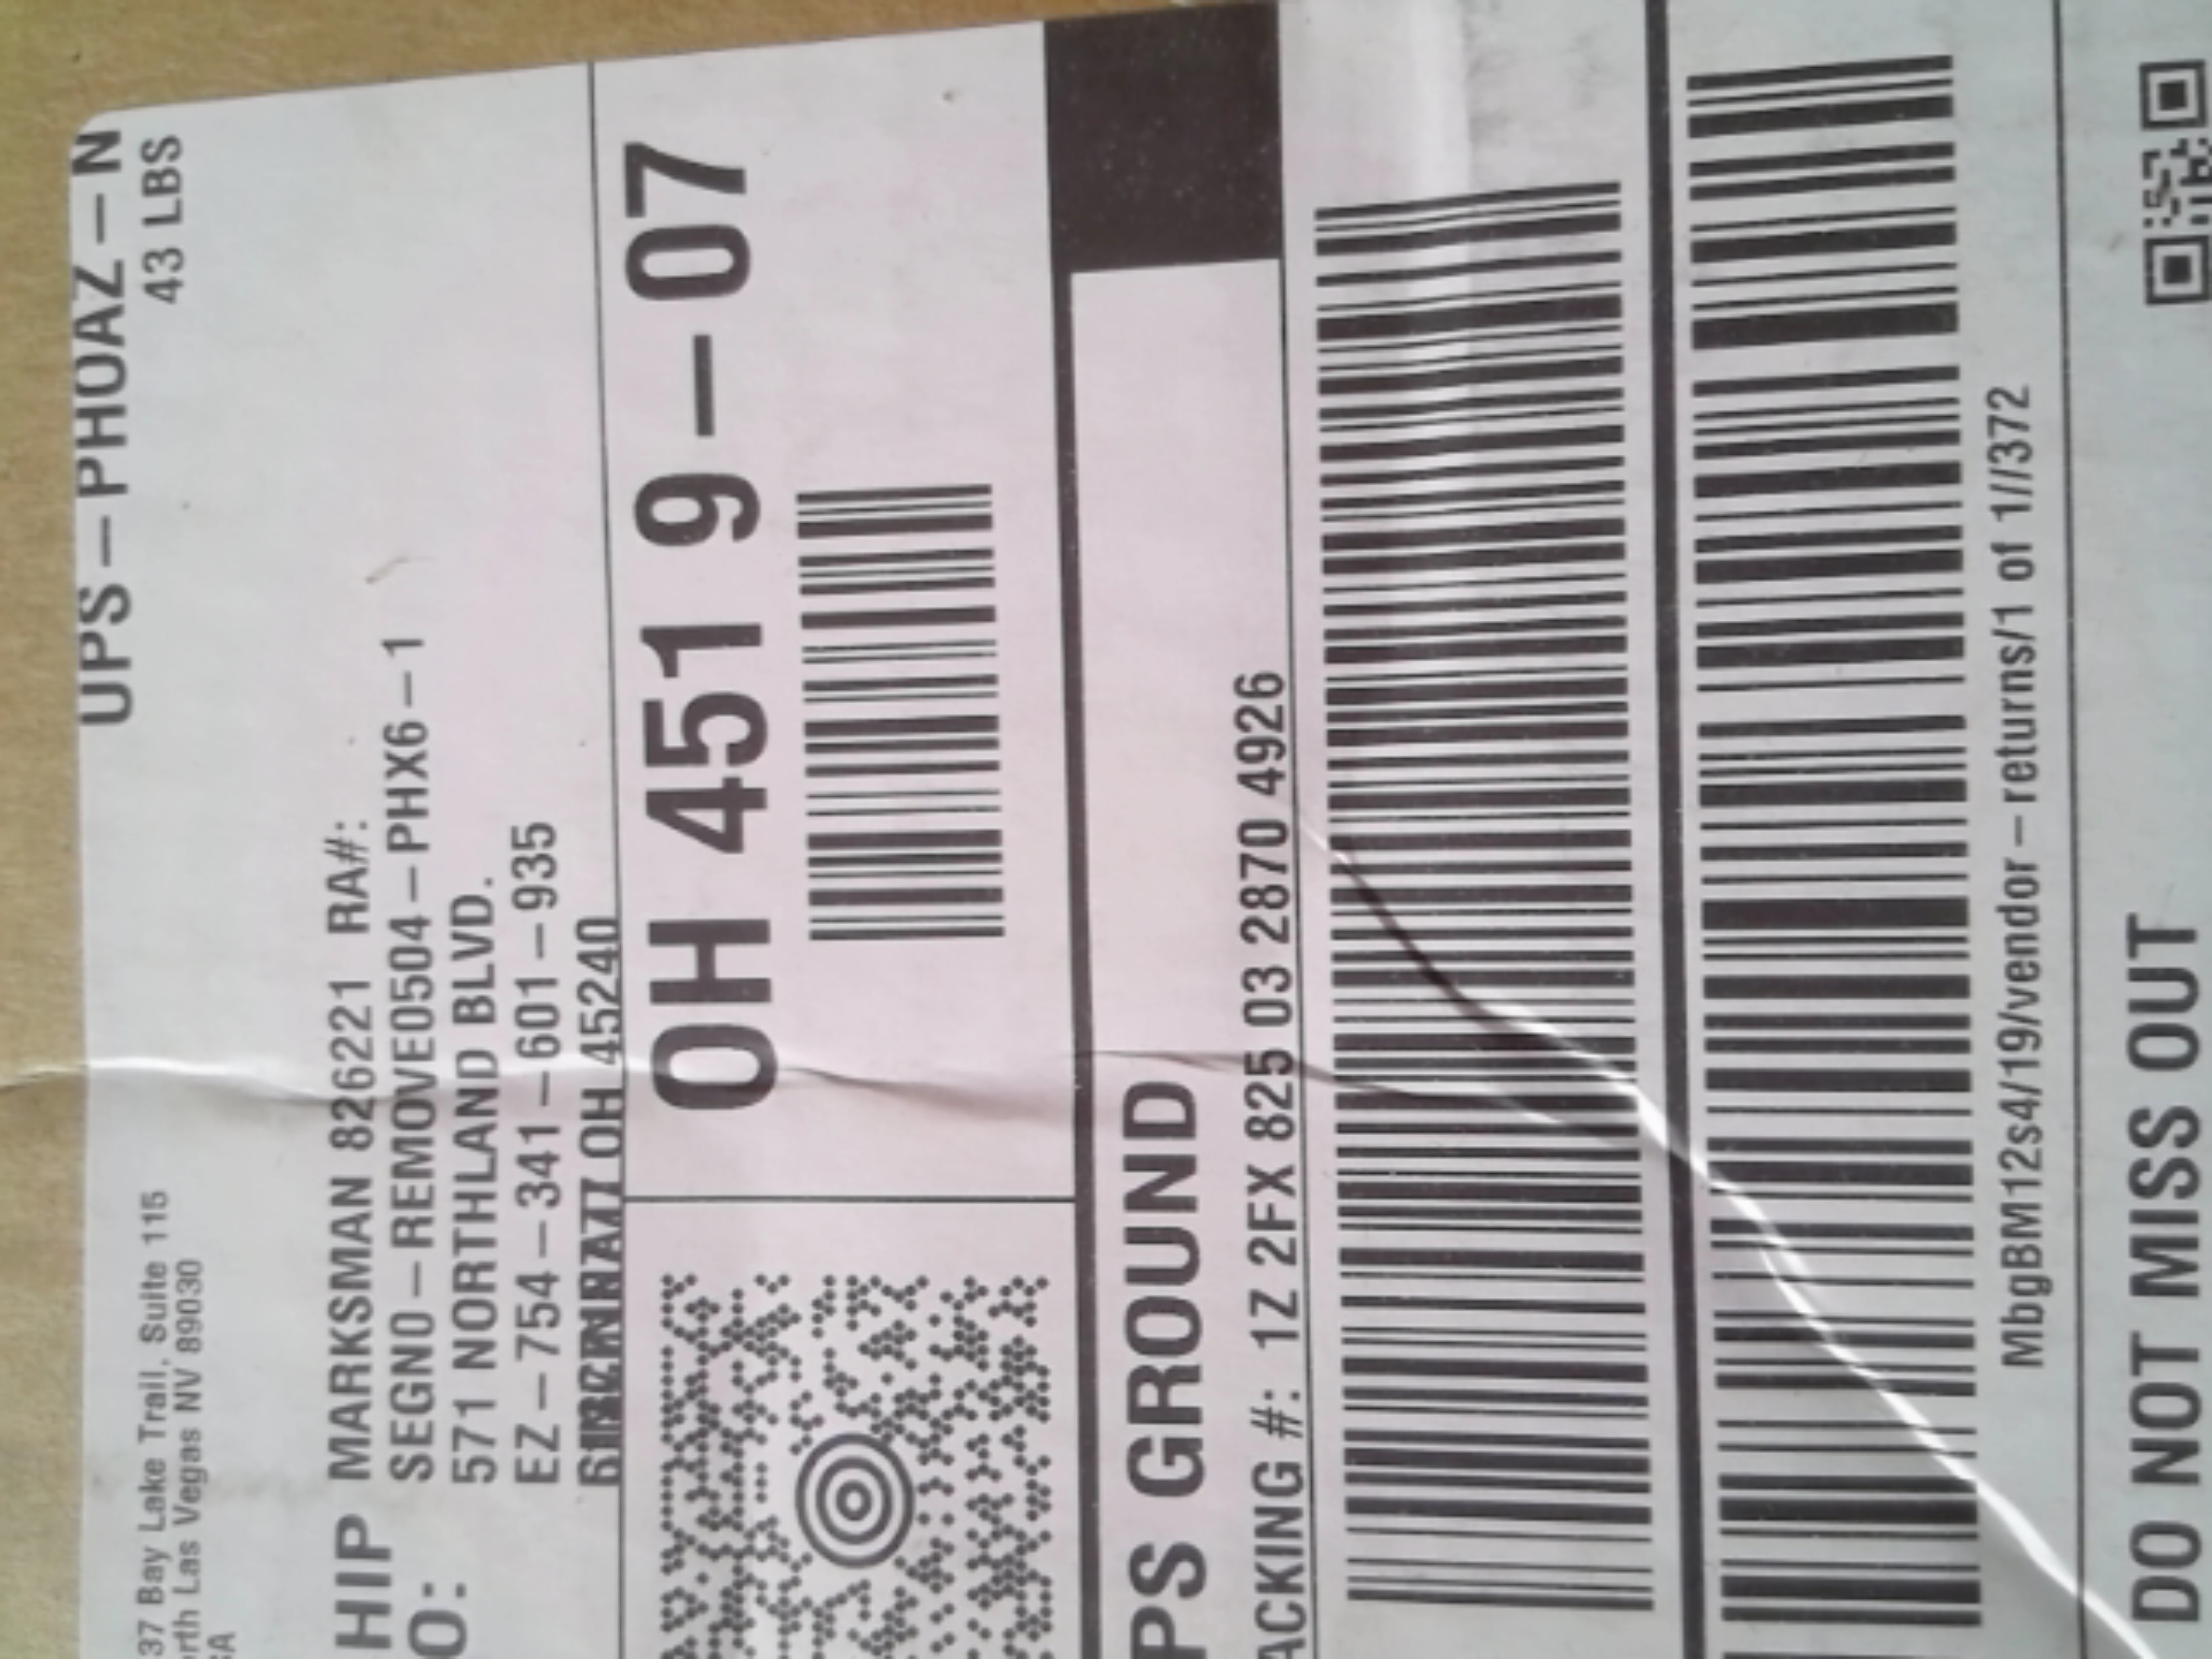 UPS-PHOAZ-N
43 LBS
37 Bay Lake Trail, Suite 115
Las Vegas NV 89030
HIP MARKSMAN 826221 RA#:
O: SEGNO-REMOVE0504-PHX6-1
571 NORTHLAND BLVD.
EZ-754-341-601-935
OH 45240
OH 451 9-07
PS GROUND
ACKING #: 1Z 2FX 825 03 2870 4926
MbgBM12s4/19/vendor-returns/1 of 1//372
DO NOT MISS OUT